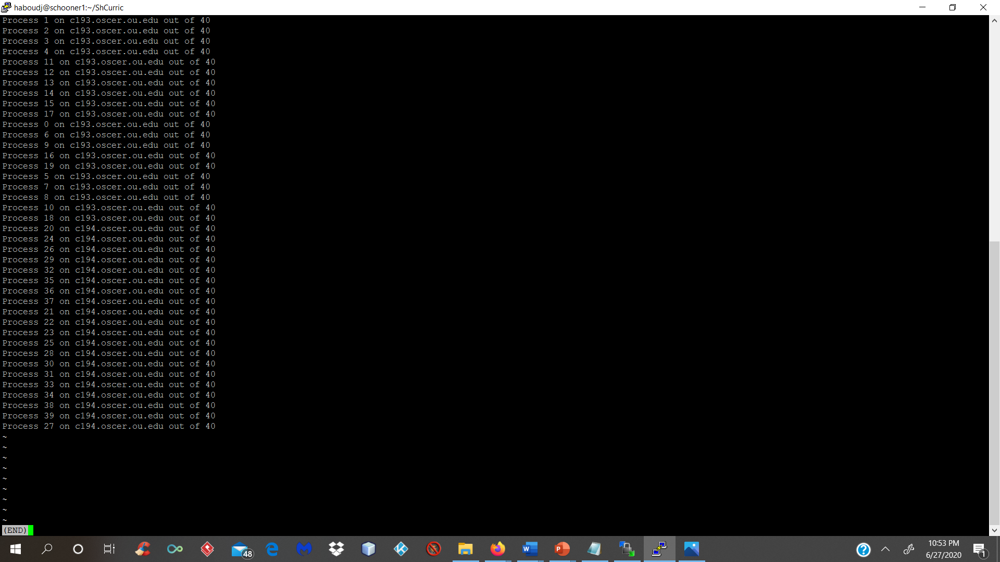 haboudj@schooner1:~/ShCurric
Process 1 on c193.oscer.ou.edu out of 40
Process 2 on c193.oscer.ou.edu out of 40
Process 3 on c193.oscer.ou.edu out of 40
Process 4 on c193.oscer.ou.edu out of 40
Process 11 on c193.oscer.ou.edu out of 40
Process 12 on c193.oscer.ou.edu out of 40
Process 13 on c193.oscer.ou.edu out of 40
Process 14 on c193.oscer.ou.edu out of 40
Process 15 on c193.oscer.ou.edu out of 40
Process 17 on c193.oscer.ou.edu out of 40
Process 0 on c193.oscer.ou.edu out of 40
Process 6 on c193.oscer.ou.edu out of 40
Process 9 on c193.oscer.ou.edu out of 40
Process 16 on c193.oscer.ou.edu out of 40
Process 19 on c193.oscer.ou.edu out of 40
Process 5 on c193.oscer.ou.edu out of 40
Process 7 on c193.oscer.ou.edu out of 40
Process 8 on c193.oscer.ou.edu out of 40
Process 10 on c193.oscer.ou.edu out of 40
Process 18 on c193.oscer.ou.edu out of 40
Process 20 on c194.oscer.ou.edu out of 40
Process 24 on c194.oscer.ou.edu out of 40
Process 26 on c194.oscer.ou.edu out of 40
Process 29 on c194.oscer.ou.edu out of 40
Process 32 on c194.oscer.ou.edu out of 40
Process 35 on c194.oscer.ou.edu out of 40
Process 36 on c194.oscer.ou.edu out of 40
Process 37 on c194.oscer.ou.edu out of 40
Process 21 on c194.oscer.ou.edu out of 40
Process 22 on c194.oscer.ou.edu out of 40
Process 23 on c194.oscer.ou.edu out of 40
Process 25 on c194.oscer.ou.edu out of 40
Process 28 on c194.oscer.ou.edu out of 40
Process 30 on c194.oscer.ou.edu out of 40
Process 31 on c194.oscer.ou.edu out of 40
Process 33 on c194.oscer.ou.edu out of 40
Process 34 on c194.oscer.ou.edu out of 40
Process 38 on c194.oscer.ou.edu out of 40
Process 39 on c194.oscer.ou.edu out of 40
Process 27 on c194.oscer.ou.edu out of 40
~
~
~
~
~
~
~
~
~
(END)
48
W
P
?
10:53 PM
6/27/2020
1